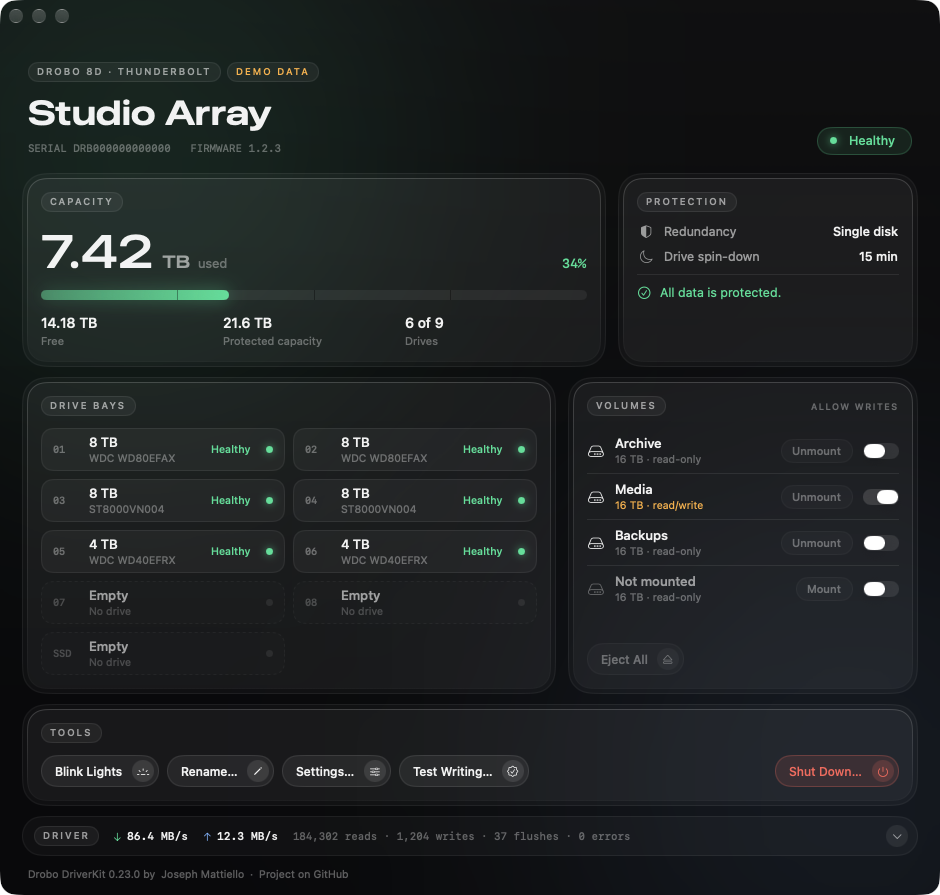 DROBO 8D · THUNDERBOLT DEMO DATA
Studio Array
SERIAL DRB000000000000 FIRMWARE 1.2.3
Healthy
CAPACITY
7.42 TB used
34%
14.18 TB 21.6 TB 6 of 9
Free Protected capacity Drives
PROTECTION
Redundancy Single disk
Drive spin-down 15 min
All data is protected.
DRIVE BAYS
01 8 TB Healthy
WDC WD80EFAX
02 8 TB Healthy
WDC WD80EFAX
03 8 TB Healthy
ST8000VN004
04 8 TB Healthy
ST8000VN004
05 4 TB Healthy
WDC WD40EFRX
06 4 TB Healthy
WDC WD40EFRX
07 Empty
No drive
08 Empty
No drive
SSD Empty
No drive
VOLUMES ALLOW WRITES
Archive Unmount
16 TB · read-only
Media Unmount
16 TB · read/write
Backups Unmount
16 TB · read-only
Not mounted Mount
16 TB · read-only
Eject All
TOOLS
Blink Lights Rename... Settings... Test Writing... Shut Down...
DRIVER ↓ 86.4 MB/s ↑ 12.3 MB/s 184,302 reads · 1,204 writes · 37 flushes · 0 errors
Drobo DriverKit 0.23.0 by Joseph Mattiello · Project on GitHub